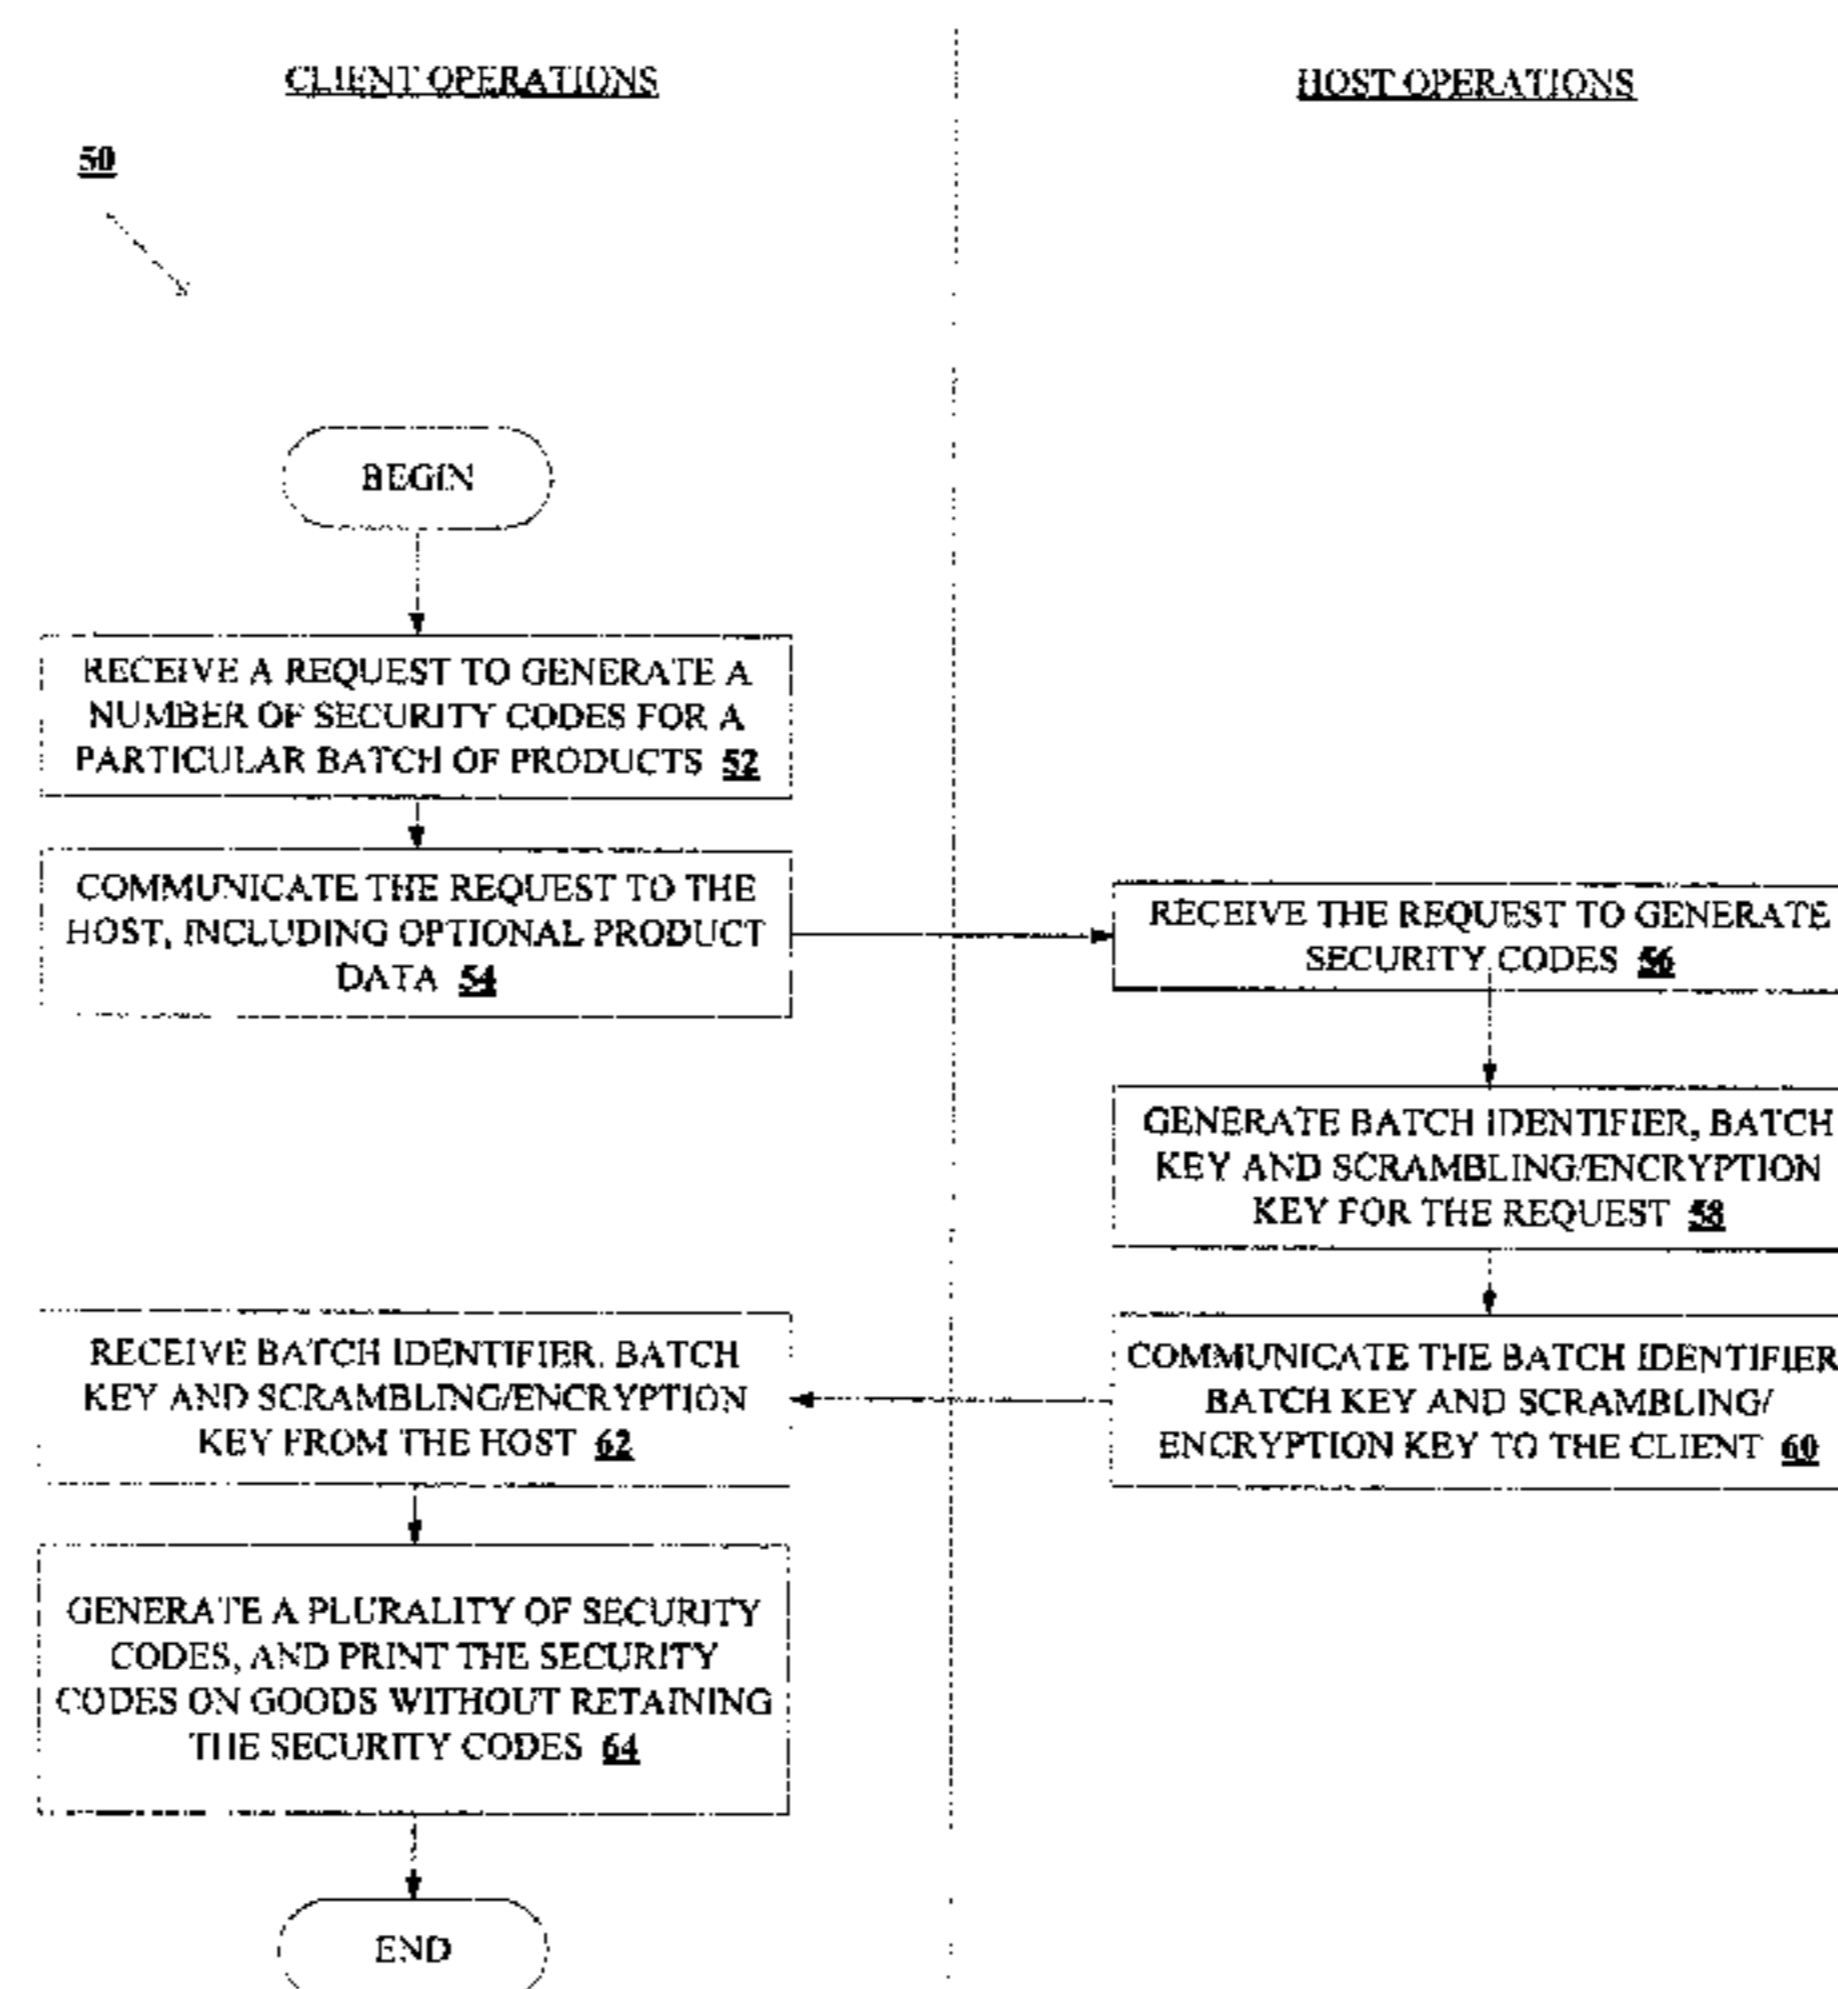 CLIENT OPERATIONS
HOST OPERATIONS
50
BEGIN
RECEIVE A REQUEST TO GENERATE A
NUMBER OF SECURITY CODES FOR A
PARTICULAR BATCH OF PRODUCTS 52
COMMUNICATE THE REQUEST TO THE
HOST, INCLUDING OPTIONAL PRODUCT
DATA 54
RECEIVE THE REQUEST TO GENERATE
SECURITY CODES 56
GENERATE BATCH IDENTIFIER, BATCH
KEY AND SCRAMBLING/ENCRYPTION
KEY FOR THE REQUEST 58
COMMUNICATE THE BATCH IDENTIFIER
BATCH KEY AND SCRAMBLING/
ENCRYPTION KEY TO THE CLIENT 60
RECEIVE BATCH IDENTIFIER, BATCH
KEY AND SCRAMBLING/ENCRYPTION
KEY FROM THE HOST 62
GENERATE A PLURALITY OF SECURITY
CODES, AND PRINT THE SECURITY
CODES ON GOODS WITHOUT RETAINING
THE SECURITY CODES 64
END